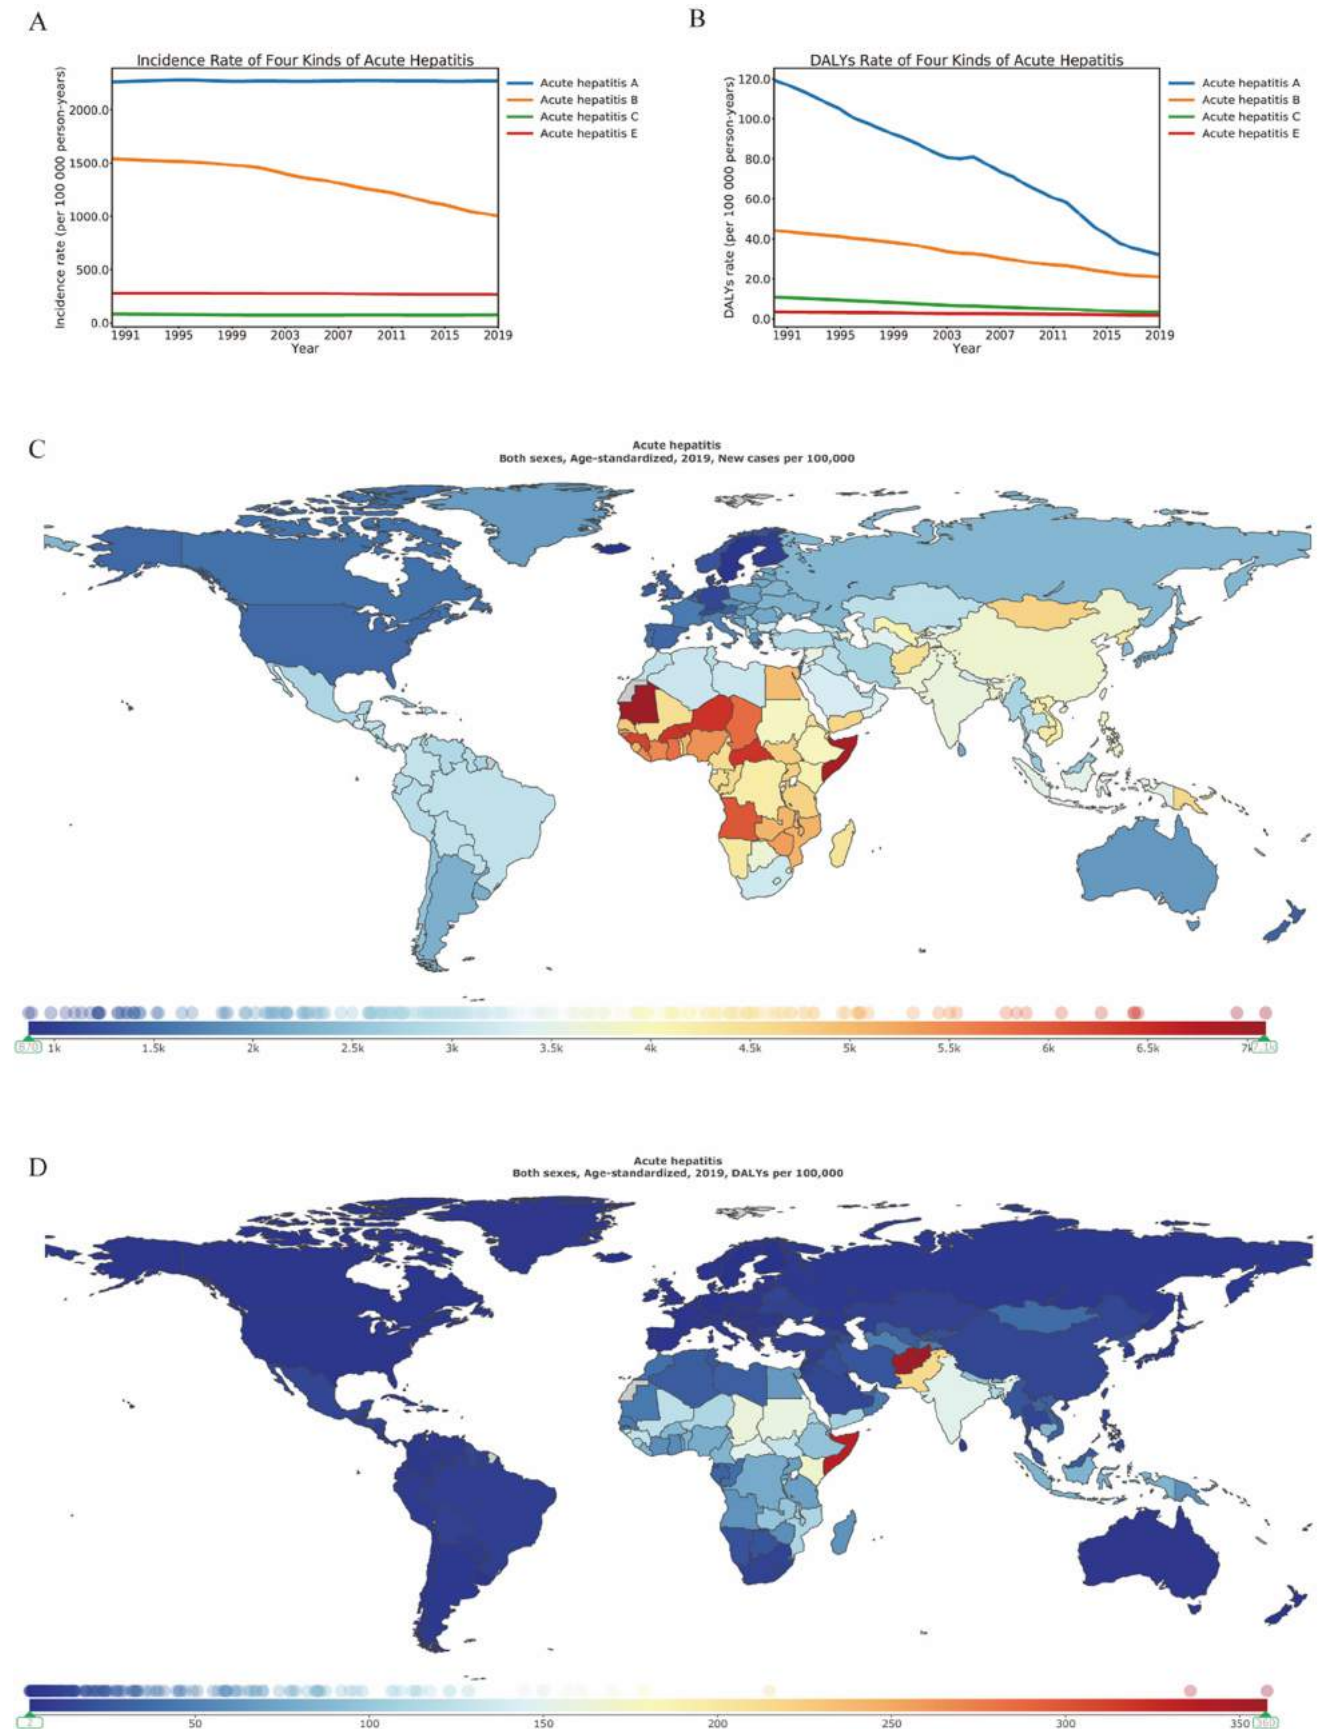 A
B
Incidence Rate of Four Kinds of Acute Hepatitis
Incidence rate (per 100 000 person-years)
2000.0
1500.0
1000.0
500.0
0.0
1991 1995 1999 2003 2007 2011 2015 2019
Year
Acute hepatitis A
Acute hepatitis B
Acute hepatitis C
Acute hepatitis E
DALYs Rate of Four Kinds of Acute Hepatitis
DALYs rate (per 100 000 person-years)
120.0
100.0
80.0
60.0
40.0
20.0
0.0
1991 1995 1999 2003 2007 2011 2015 2019
Year
Acute hepatitis A
Acute hepatitis B
Acute hepatitis C
Acute hepatitis E
C
Acute hepatitis
Both sexes, Age-standardized, 2019, New cases per 100,000
670 1k 1.5k 2k 2.5k 3k 3.5k 4k 4.5k 5k 5.5k 6k 6.5k 7k 7.1k
D
Acute hepatitis
Both sexes, Age-standardized, 2019, DALYs per 100,000
2 50 100 150 200 250 300 350 360